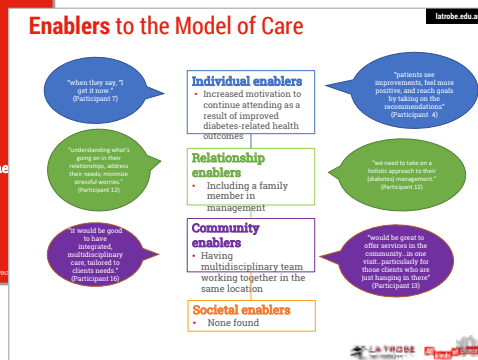 latrobe.edu.a
Enablers to the Model of Care
"when they, say, "I
get it now."
(Participant 7)
Individual enablers
• Increased motivation to
continue attending as a
result of improved
diabetes-related health
outcomes
"patients see
improvements, feel more
positive, and reach goals
by taking on the
recommendations"
(Participant 4)
"understanding what's
going on in their
relationships, address
their needs; minimise
stressful worries."
(Participant 12)
Relationship
enablers
• Including a family
member in
management
"we need to take on a
holistic approach to their
(diabetes) management."
(Participant 12)
"it would be good
to have
integrated,
multidisciplinary
care, tailored to
clients needs."
(Participant 16)
Community
enablers
• Having
multidisciplinary team
working together in the
same location
"would be great to
offer services in the
community...in one
visit...particularly for
those clients who are
just hanging in there"
(Participant 13)
Societal enablers
• None found
LA TROBE
All kinds of